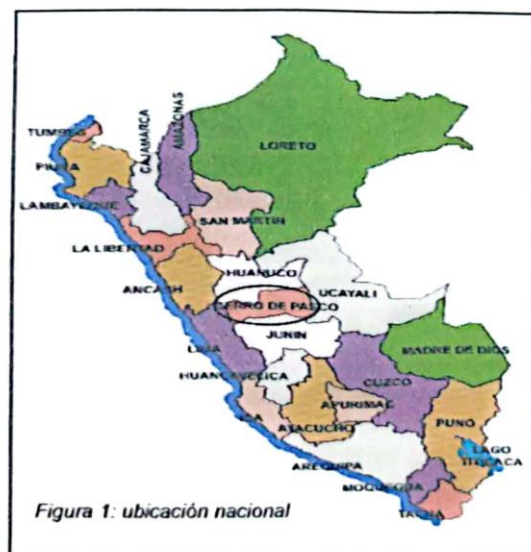 TUMBES
PIURA
LAMBAYEQUE
CAJAMARCA
AMAZONAS
LORETO
SAN MARTIN
LA LIBERTAD
HUANUCO
ANCASH
UCAYALI
CERRO DE PASCO
LIMA
JUNIN
MADRE DE DIOS
HUANCAVELICA
CUZCO
ICA
APURIMAC
AYACUCHO
PUNO
LAGO
TITICACA
AREQUIPA
MOQUEGUA
TACNA
Figura 1: ubicación nacional